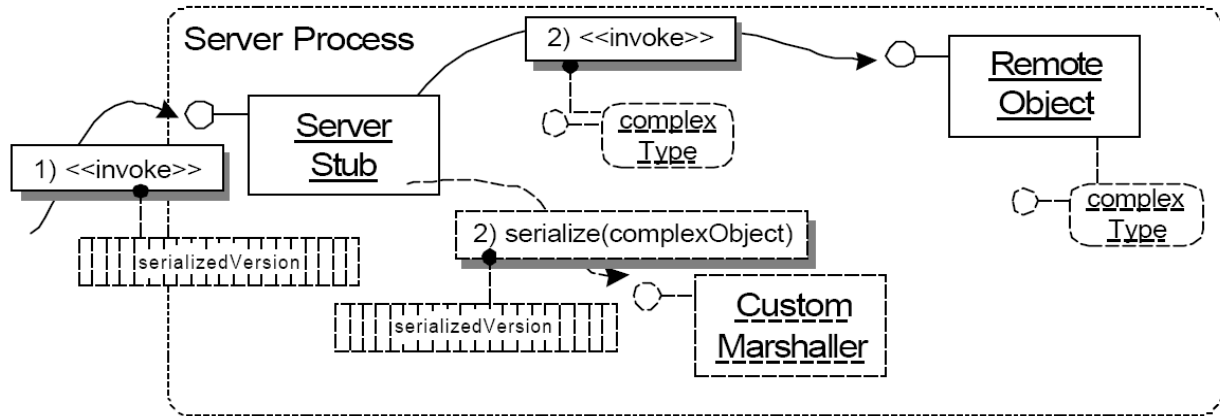 Server Process
2) <<invoke>>
Remote
Object
Server
Stub
complex
Type
1) <<invoke>>
complex
Type
2) serialize(complexObject)
serializedVersion
serializedVersion
Custom
Marshaller